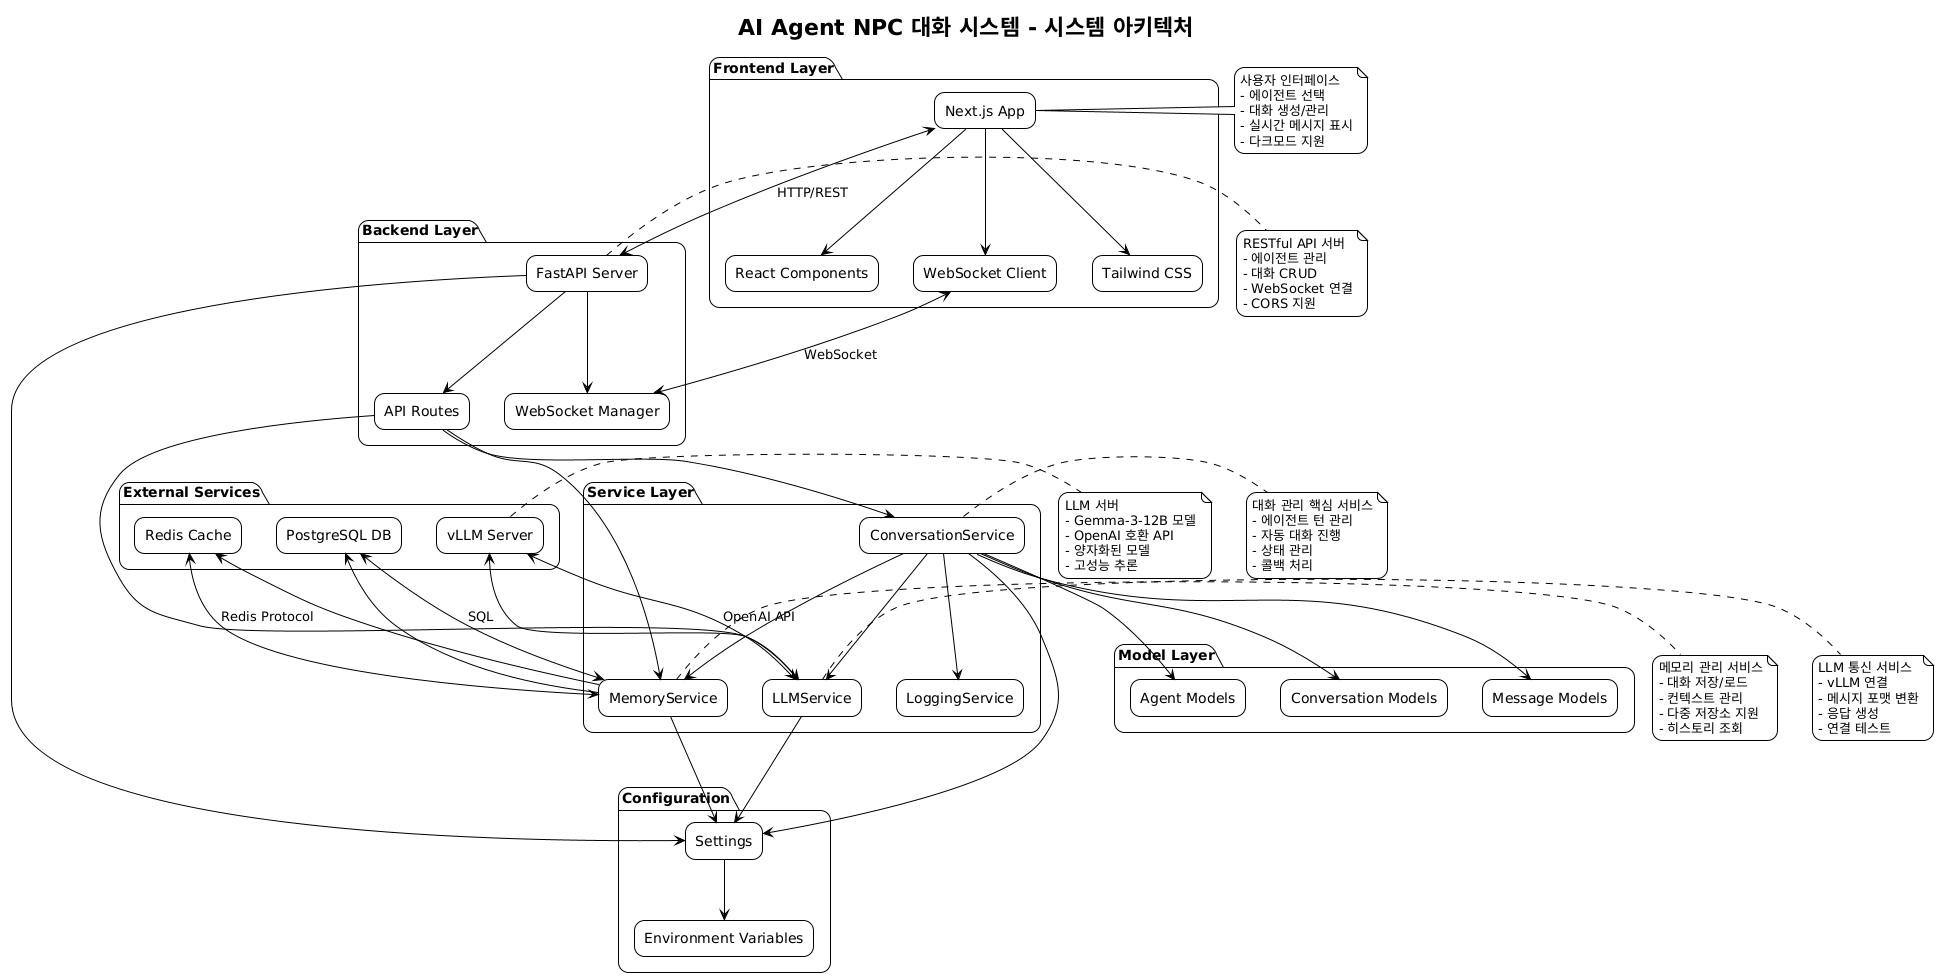 AI Agent NPC 대화 시스템 - 시스템 아키텍처
Frontend Layer
Next.js App
사용자 인터페이스
- 에이전트 선택
- 대화 생성/관리
- 실시간 메시지 표시
- 다크모드 지원
HTTP/REST
React Components
WebSocket Client
Tailwind CSS
Backend Layer
FastAPI Server
RESTful API 서버
- 에이전트 관리
- 대화 CRUD
- WebSocket 연결
- CORS 지원
WebSocket
API Routes
WebSocket Manager
External Services
Redis Cache
PostgreSQL DB
vLLM Server
Service Layer
ConversationService
LLM 서버
- Gemma-3-12B 모델
- OpenAI 호환 API
- 양자화된 모델
- 고성능 추론
대화 관리 핵심 서비스
- 에이전트 턴 관리
- 자동 대화 진행
- 상태 관리
- 콜백 처리
Redis Protocol
SQL
OpenAI API
MemoryService
LLMService
LoggingService
Model Layer
Agent Models
Conversation Models
Message Models
메모리 관리 서비스
- 대화 저장/로드
- 컨텍스트 관리
- 다중 저장소 지원
- 히스토리 조회
LLM 통신 서비스
- vLLM 연결
- 메시지 포맷 변환
- 응답 생성
- 연결 테스트
Configuration
Settings
Environment Variables